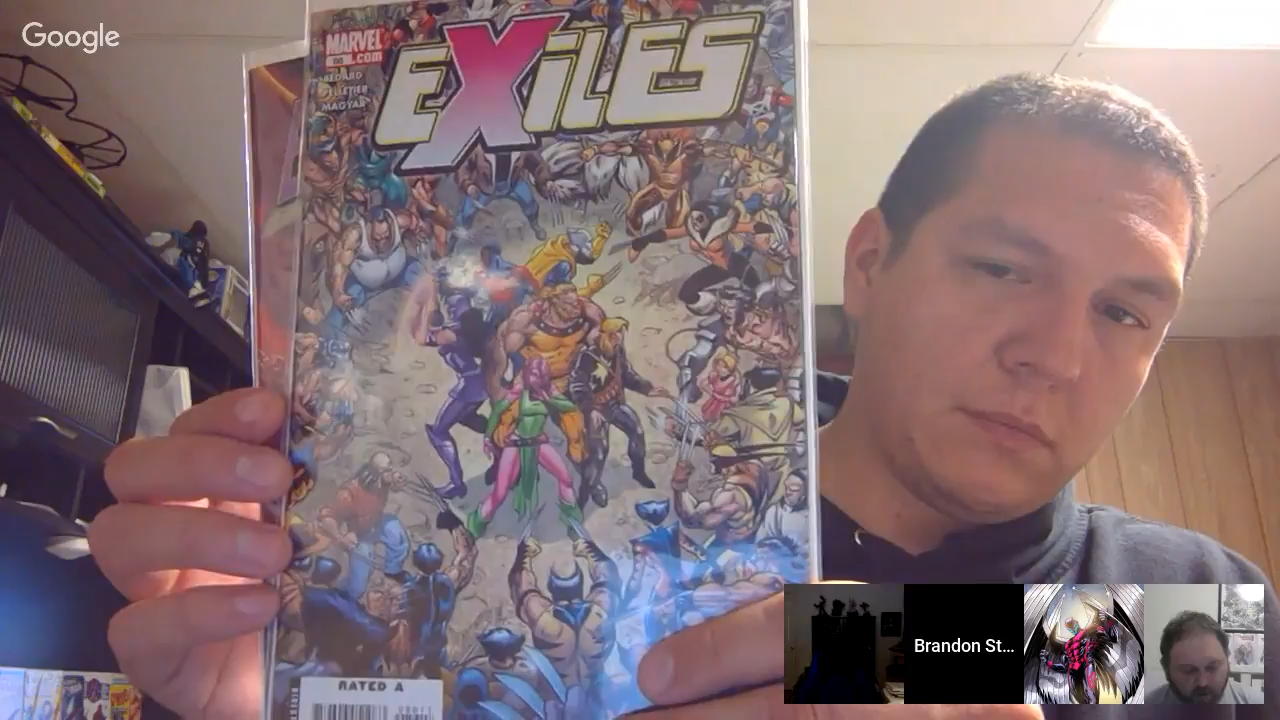 Google
MARVEL
.com
BEDARD
PELLETIER
MAGYAR
EXILES
RATED A
Brandon St...